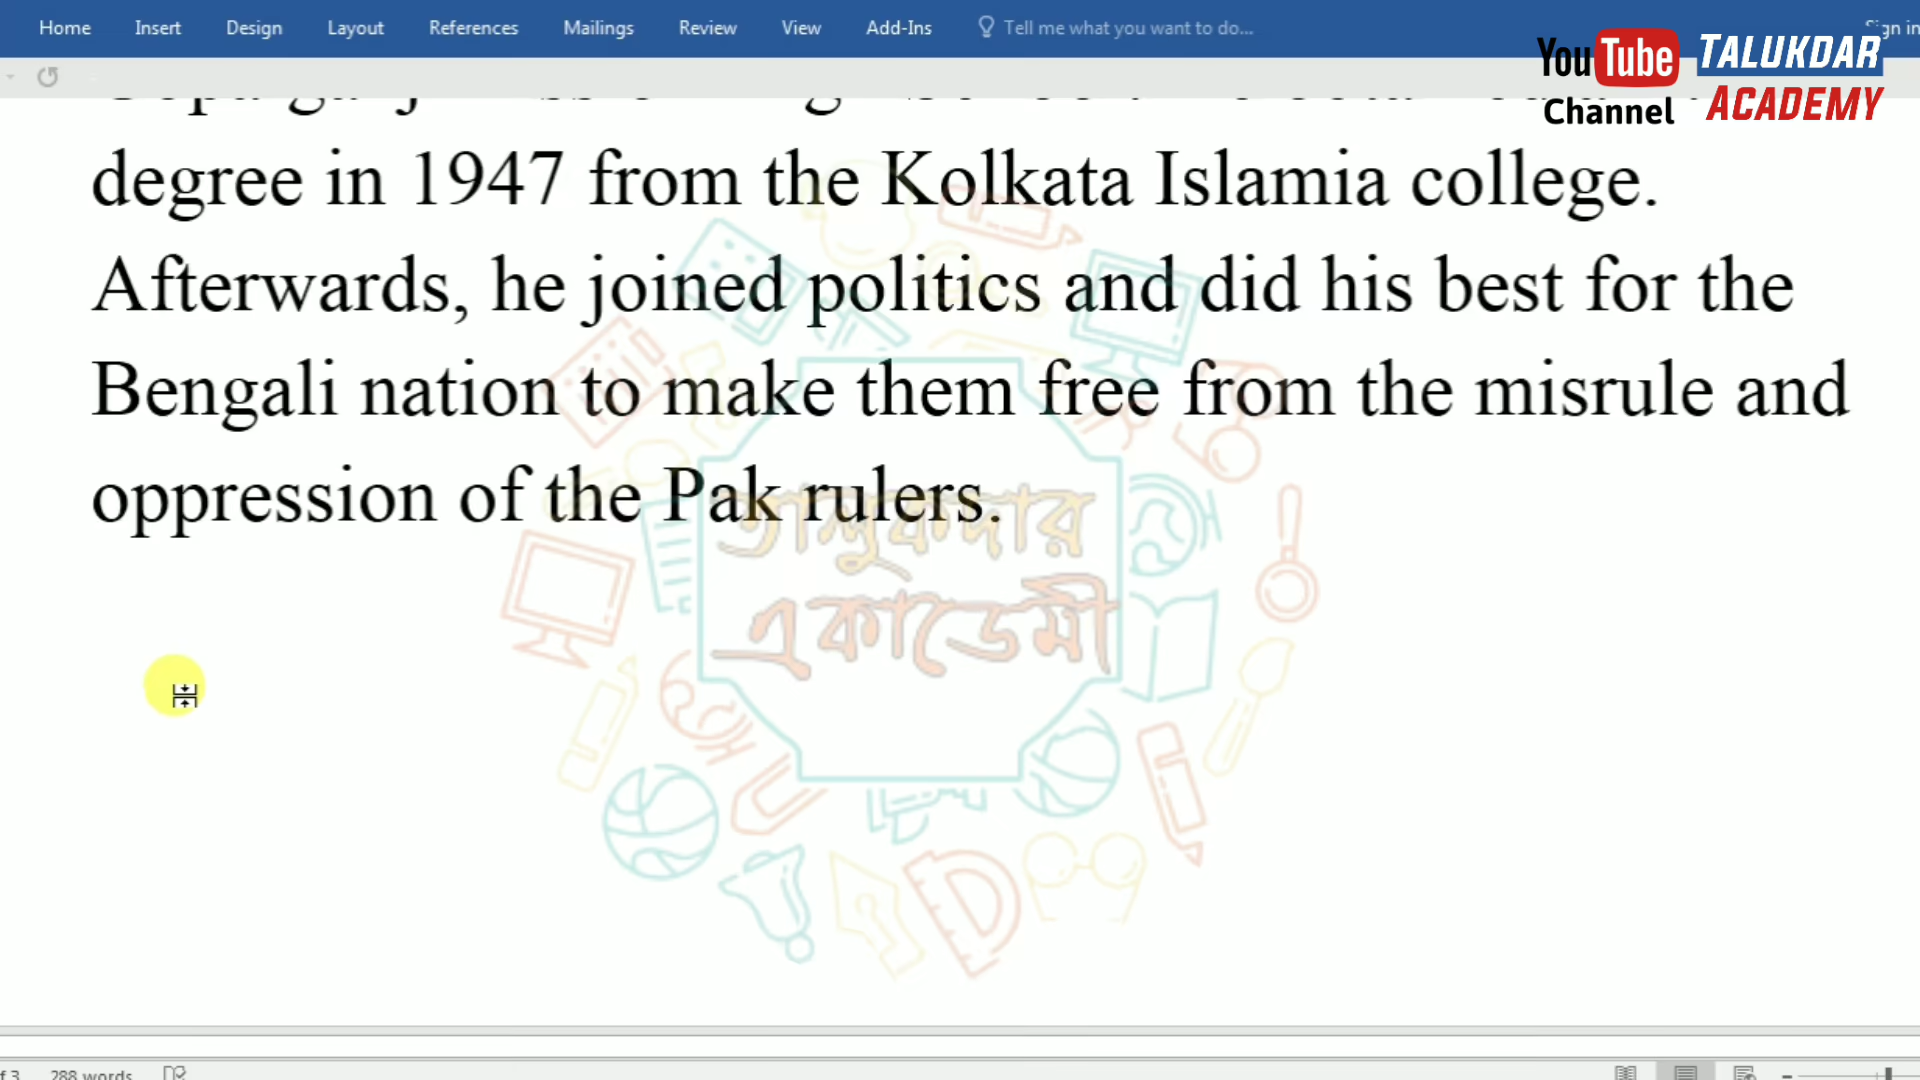 Home Insert Design Layout References Mailings Review View Add-Ins Tell me what you want to do...
YouTube TALUKDAR
Channel ACADEMY
degree in 1947 from the Kolkata Islamia college.
Afterwards, he joined politics and did his best for the
Bengali nation to make them free from the misrule and
oppression of the Pak rulers.
তালুকদার
একাডেমী
288 words